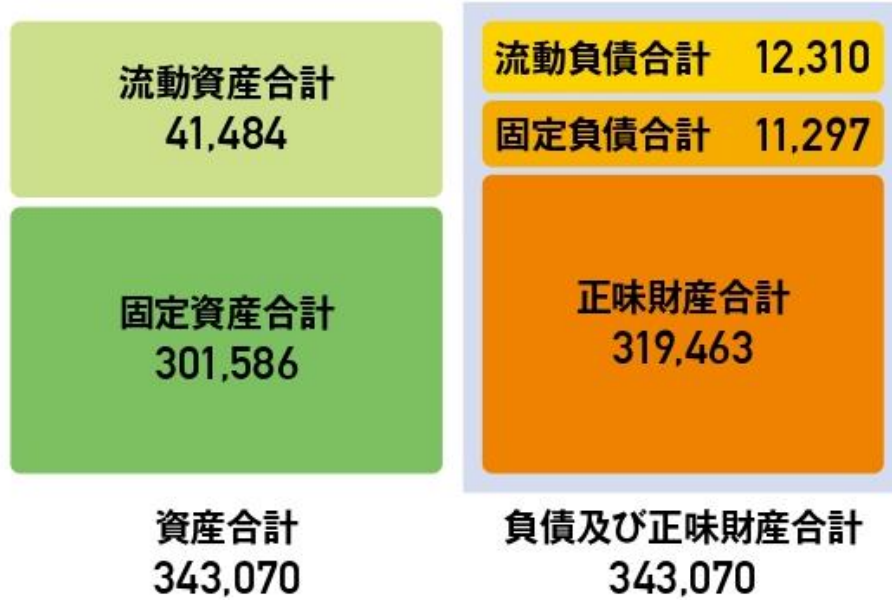 流動資産合計
41,484
固定資産合計
301,586
資産合計
343,070
流動負債合計 12,310
固定負債合計 11,297
正味財産合計
319,463
負債及び正味財産合計
343,070